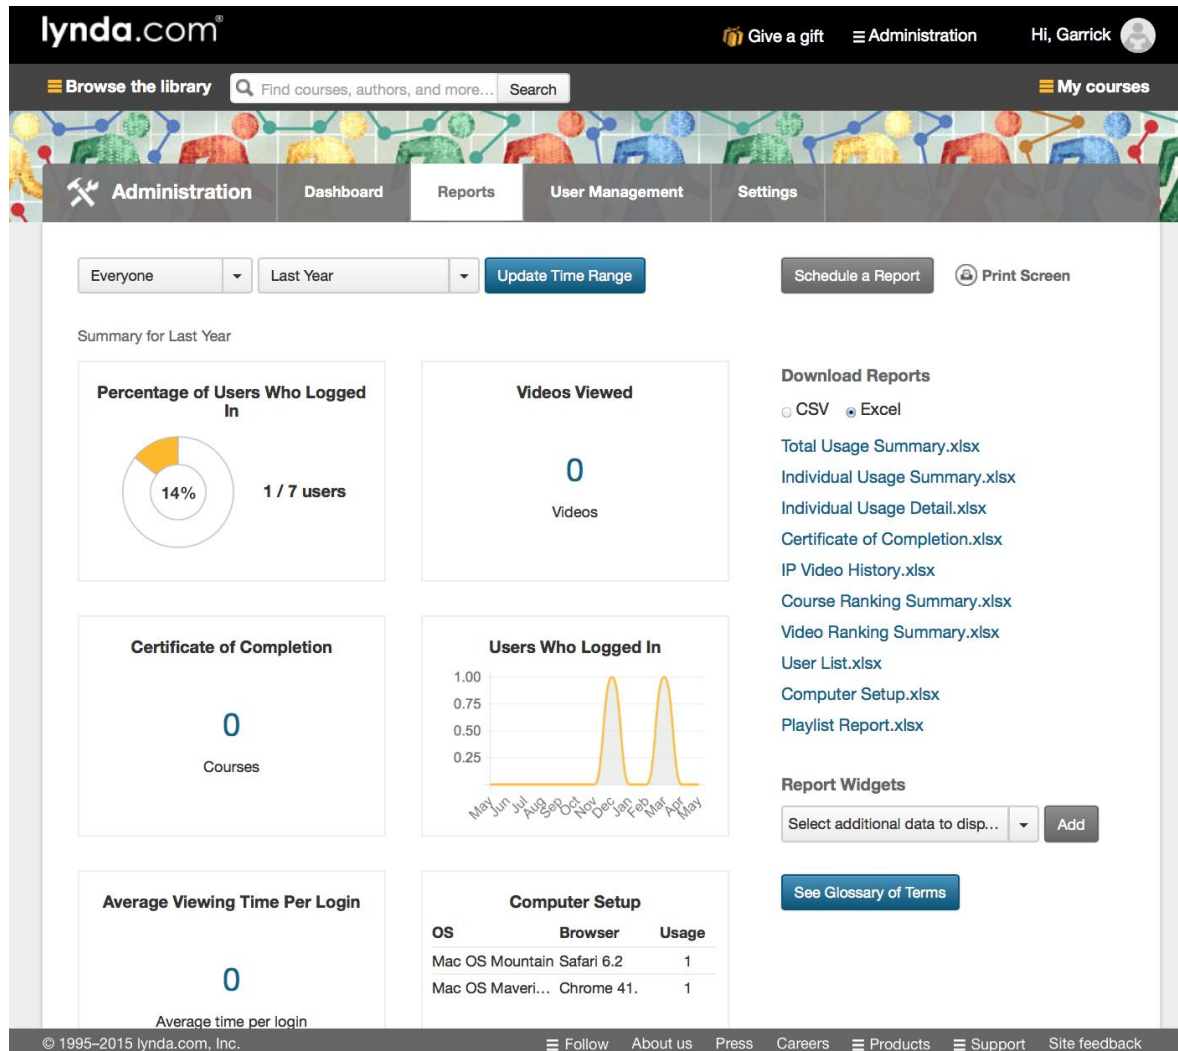 lynda.com®
Give a gift
Administration
Hi, Garrick
Browse the library
Find courses, authors, and more...
Search
My courses
Administration
Dashboard
Reports
User Management
Settings
Everyone
Last Year
Update Time Range
Schedule a Report
Print Screen
Summary for Last Year
Percentage of Users Who Logged
In
14%
1 / 7 users
Videos Viewed
0
Videos
Certificate of Completion
0
Courses
Users Who Logged In
1.00
0.75
0.50
0.25
May Jun Jul Aug Sep Oct Nov Dec Jan Feb Mar Apr May
Average Viewing Time Per Login
0
Average time per login
Computer Setup
OS Browser Usage
Mac OS Mountain Safari 6.2 1
Mac OS Maveri... Chrome 41. 1
Download Reports
CSV Excel
Total Usage Summary.xlsx
Individual Usage Summary.xlsx
Individual Usage Detail.xlsx
Certificate of Completion.xlsx
IP Video History.xlsx
Course Ranking Summary.xlsx
Video Ranking Summary.xlsx
User List.xlsx
Computer Setup.xlsx
Playlist Report.xlsx
Report Widgets
Select additional data to disp...
Add
See Glossary of Terms
© 1995–2015 lynda.com, Inc.
Follow
About us
Press
Careers
Products
Support
Site feedback